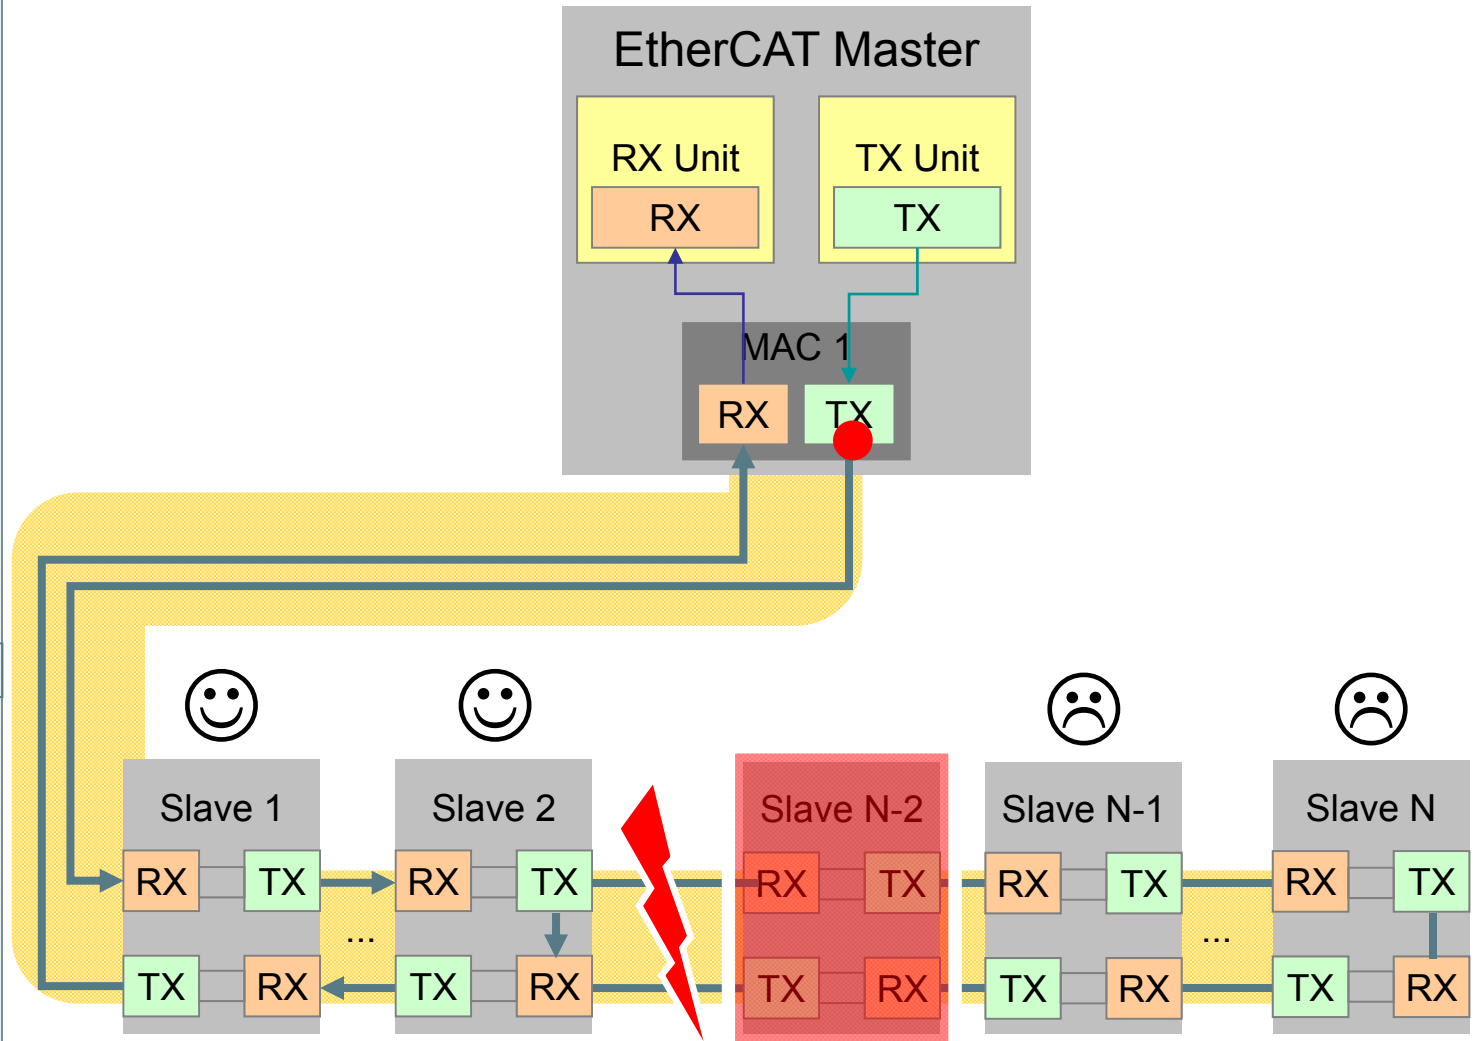 EtherCAT Master
RX Unit
TX Unit
RX
TX
MAC 1
RX
TX
Slave 1
Slave 2
Slave N-2
Slave N-1
Slave N
RX
TX
RX
TX
RX
TX
RX
TX
RX
TX
...
...
TX
RX
TX
RX
TX
RX
TX
RX
TX
RX